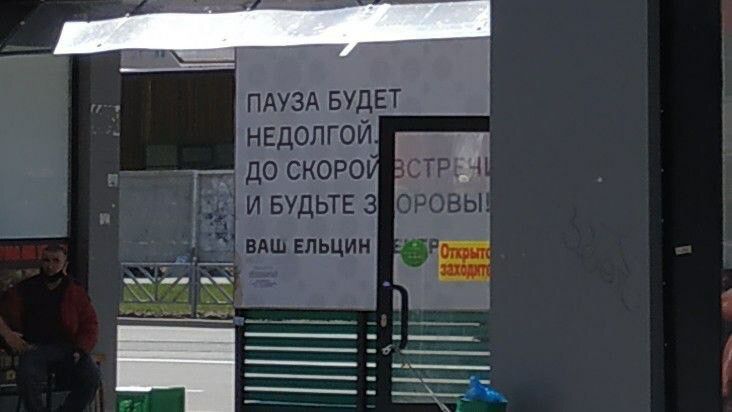 ПАУЗА БУДЕТ
НЕДОЛГОЙ.
ДО СКОРОЙ ВСТРЕЧИ
И БУДЬТЕ ЗДОРОВЫ!
ВАШ ЕЛЬЦИН ЦЕНТР
Открыто
заходите